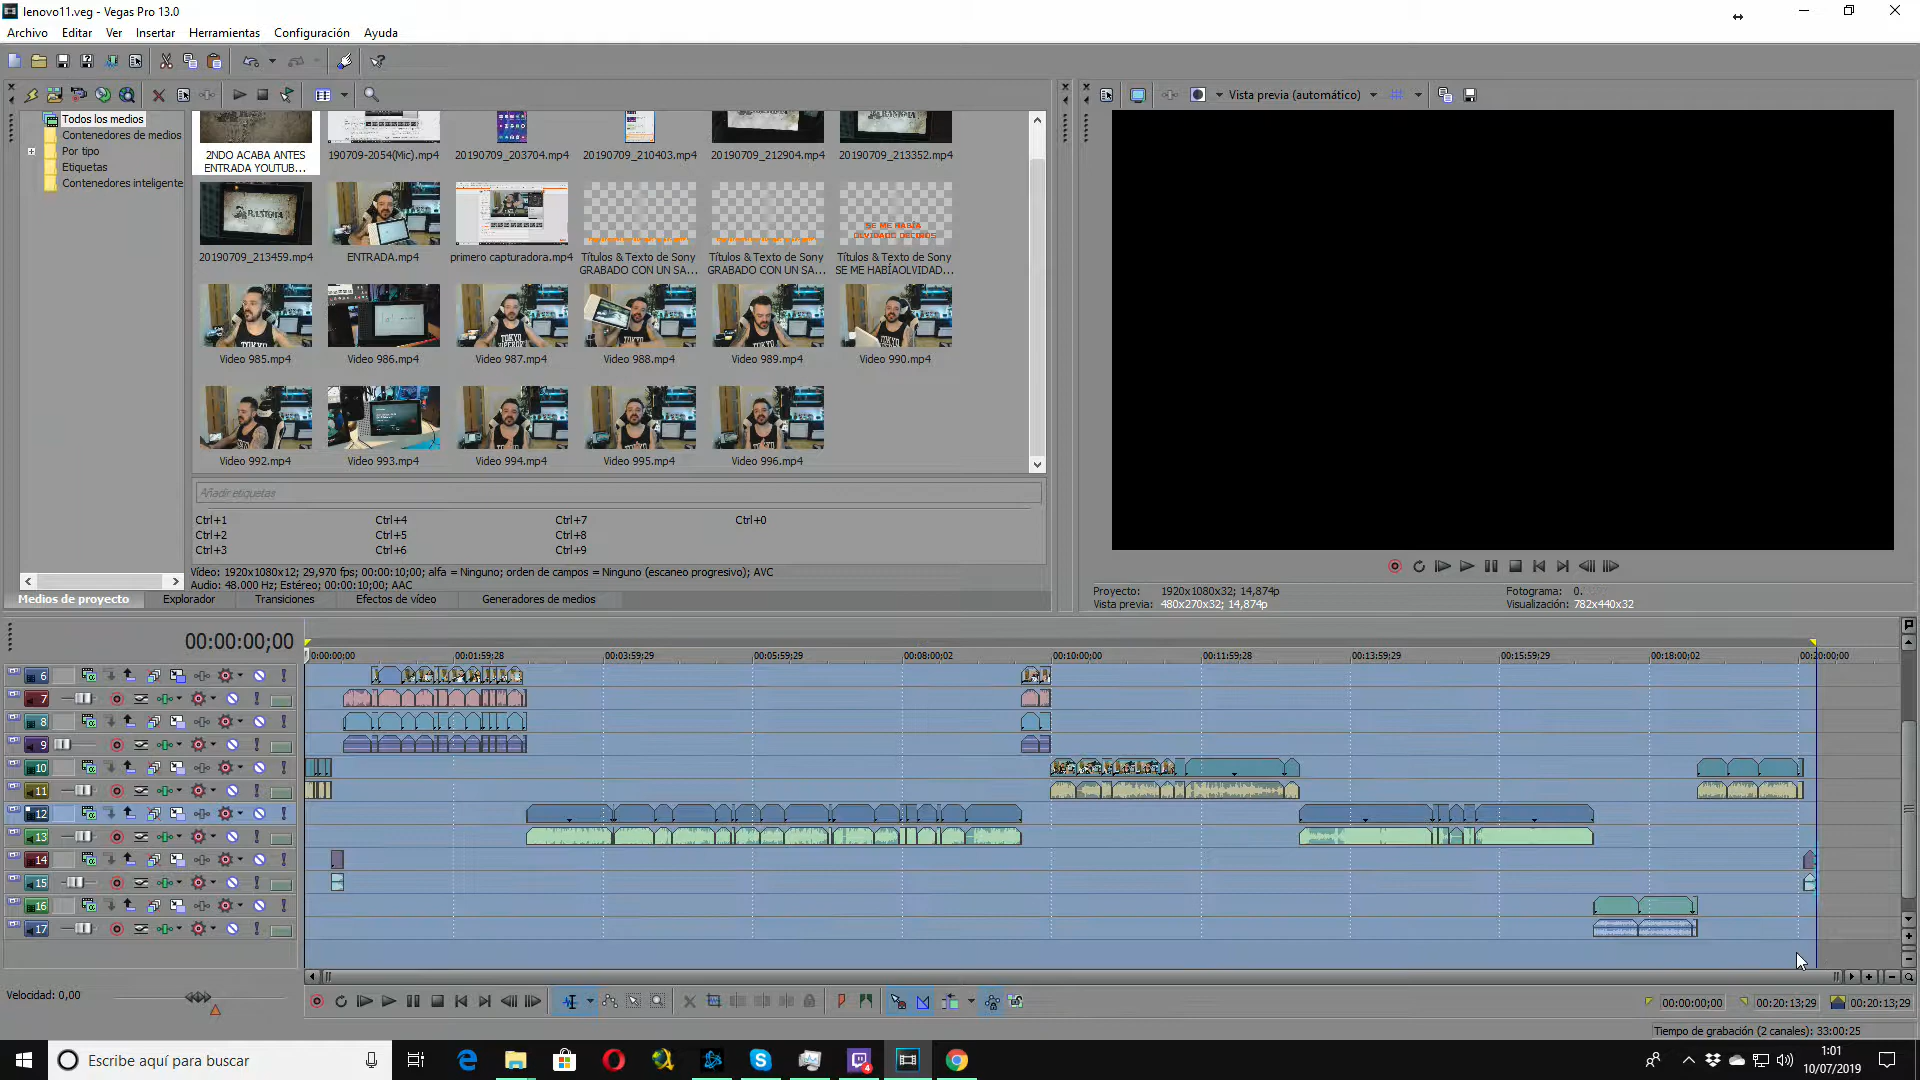 lenovo11.veg - Vegas Pro 13.0
Archivo Editar Ver Insertar Herramientas Configuración Ayuda
Vista previa (automático)
Todos los medios
Contenedores de medios
Por tipo
Etiquetas
Contenedores inteligente
2NDO ACABA ANTES
ENTRADA YOUTUB...
190709-2054(Mic).mp4
20190709_203704.mp4
20190709_210403.mp4
20190709_212904.mp4
20190709_213352.mp4
20190709_213459.mp4
ENTRADA.mp4
primero capturadora.mp4
Títulos & Texto de Sony
GRABADO CON UN SA...
Títulos & Texto de Sony
GRABADO CON UN SA...
SE ME HABÍA
OLVIDADO DECIROS
Títulos & Texto de Sony
SE ME HABÍAOLVIDAD...
Video 985.mp4
Video 986.mp4
Video 987.mp4
Video 988.mp4
Video 989.mp4
Video 990.mp4
Video 992.mp4
Video 993.mp4
Video 994.mp4
Video 995.mp4
Video 996.mp4
Añadir etiquetas
Ctrl+1 Ctrl+4 Ctrl+7 Ctrl+0
Ctrl+2 Ctrl+5 Ctrl+8
Ctrl+3 Ctrl+6 Ctrl+9
Vídeo: 1920x1080x12; 29,970 fps; 00:00:10;00; alfa = Ninguno; orden de campos = Ninguno (escaneo progresivo); AVC
Audio: 48.000 Hz; Estéreo; 00:00:10;00; AAC
Medios de proyecto Explorador Transiciones Efectos de vídeo Generadores de medios
Proyecto: 1920x1080x32; 14,874p Fotograma: 0
Vista previa: 480x270x32; 14,874p Visualización: 782x440x32
00:00:00;00
00:00:00;00 00:01:59;28 00:03:59;29 00:05:59;29 00:08:00;02 00:10:00;00 00:11:59;28 00:13:59;29 00:15:59;29 00:18:00;02 00:20:00;00
6
7
8
9
10
11
12
13
14
15
16
17
Velocidad: 0,00
00:00:00;00 00:20:13;29 00:20:13;29
Tiempo de grabación (2 canales): 33:00:25
Escribe aquí para buscar
1:01
10/07/2019